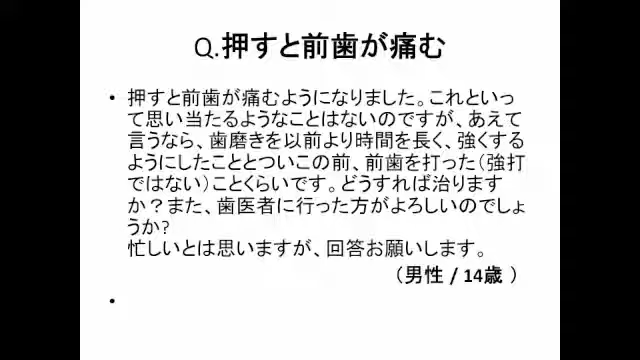 Q.押すと前歯が痛む
• 押すと前歯が痛むようになりました。これといっ
て思い当たるようなことはないのですが、あえて
言うなら、歯磨きを以前より時間を長く、強くする
ようにしたこととついこの前、前歯を打った（強打
ではない）ことくらいです。どうすれば治ります
か？また、歯医者に行った方がよろしいのでしょ
うか?
忙しいとは思いますが、回答お願いします。
（男性 / 14歳 ）
•